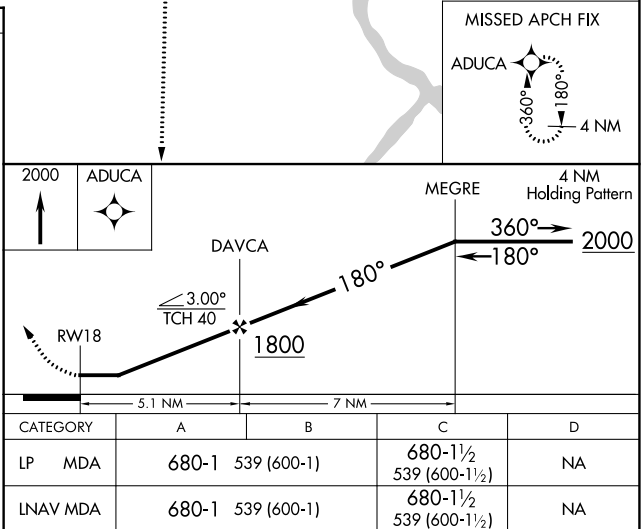 MISSED APCH FIX
ADUCA
360°
180°
4 NM
2000
ADUCA
MEGRE
4 NM
Holding Pattern
360°
180°
2000
DAVCA
180°
3.00°
TCH 40
1800
RW18
5.1 NM
7 NM
CATEGORY A B C D
LP MDA 680-1 539 (600-1) 680-1½ 539 (600-1½) NA
LNAV MDA 680-1 539 (600-1) 680-1½ 539 (600-1½) NA